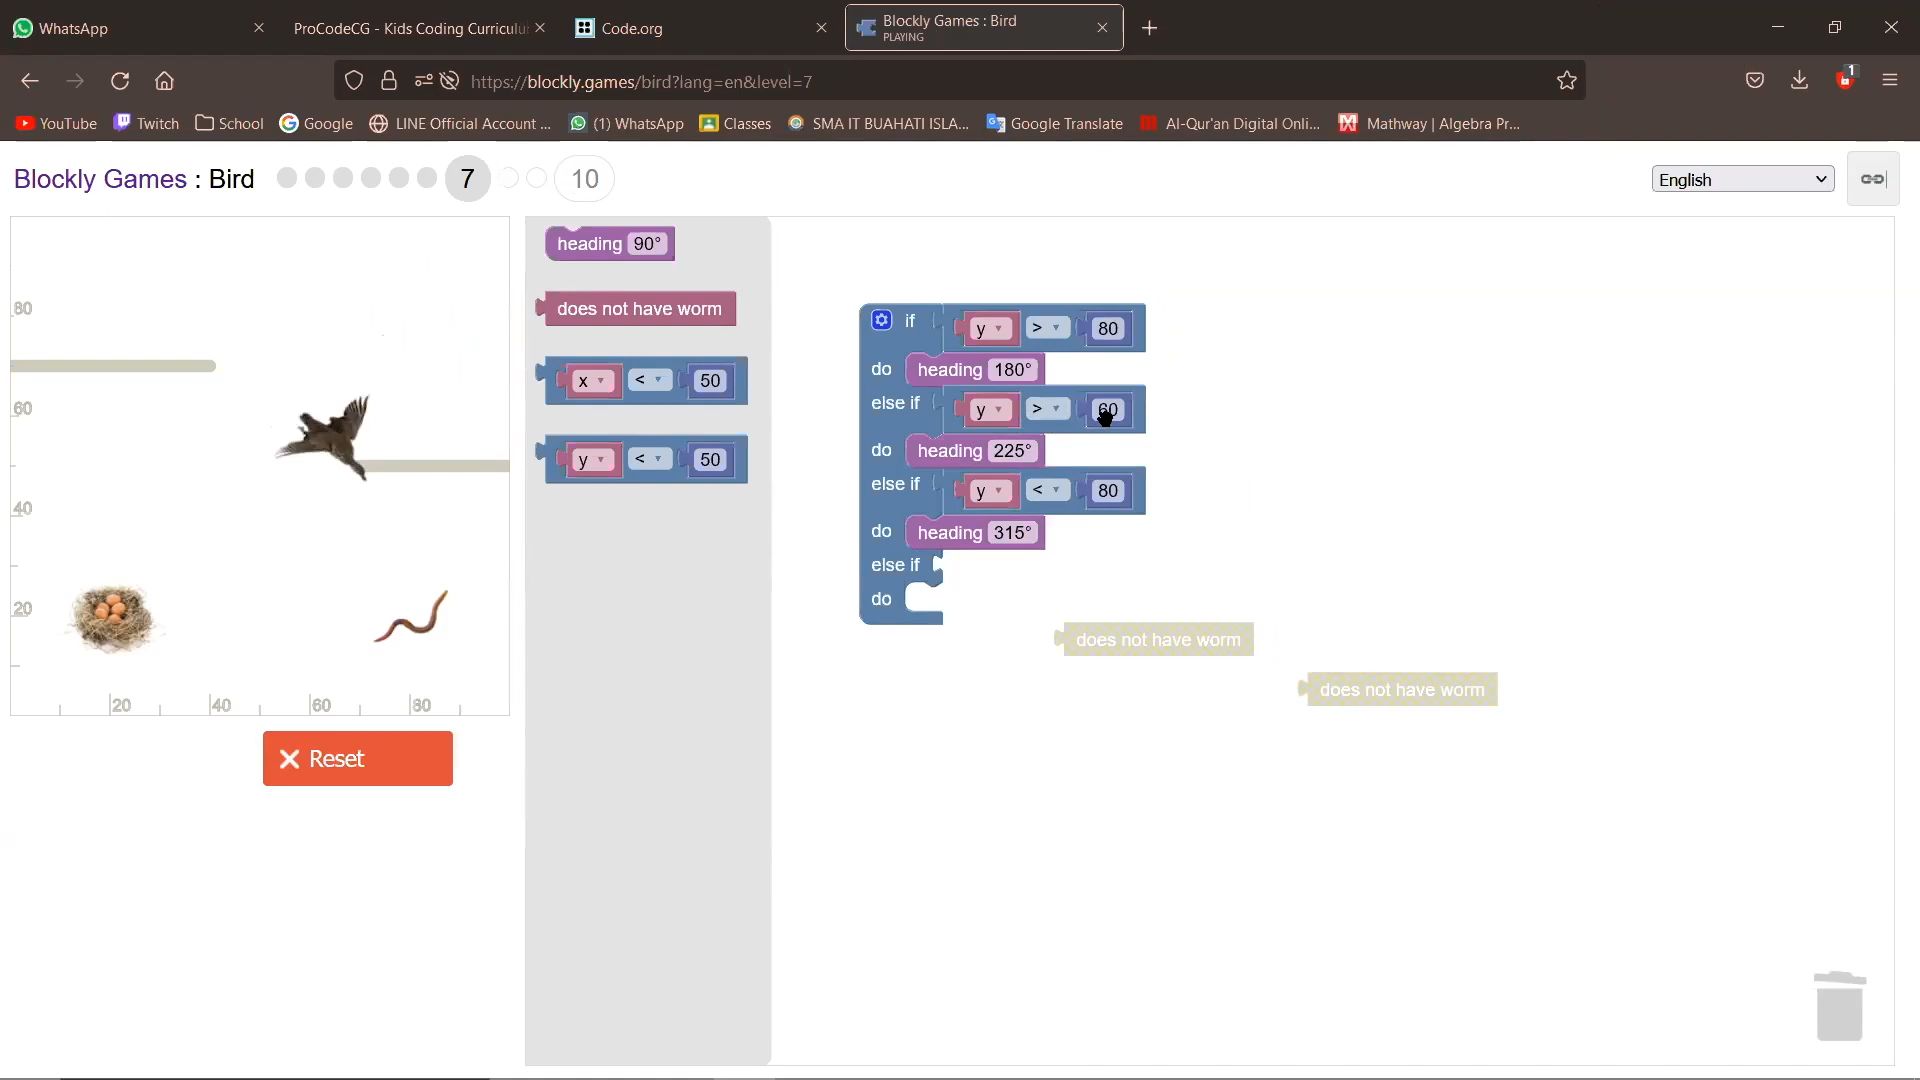 WhatsApp
ProCodeCG - Kids Coding Curriculu
Code.org
Blockly Games : Bird
PLAYING
https://blockly.games/bird?lang=en&level=7
1
YouTube
Twitch
School
Google
LINE Official Account ...
(1) WhatsApp
Classes
SMA IT BUAHATI ISLA...
Google Translate
Al-Qur'an Digital Onli...
Mathway | Algebra Pr...
Blockly Games : Bird
7
10
English
80
60
40
20
20
40
60
80
Reset
heading 90°
does not have worm
x < 50
y < 50
if y > 80
do heading 180°
else if y > 60
do heading 225°
else if y < 80
do heading 315°
else if
do
does not have worm
does not have worm